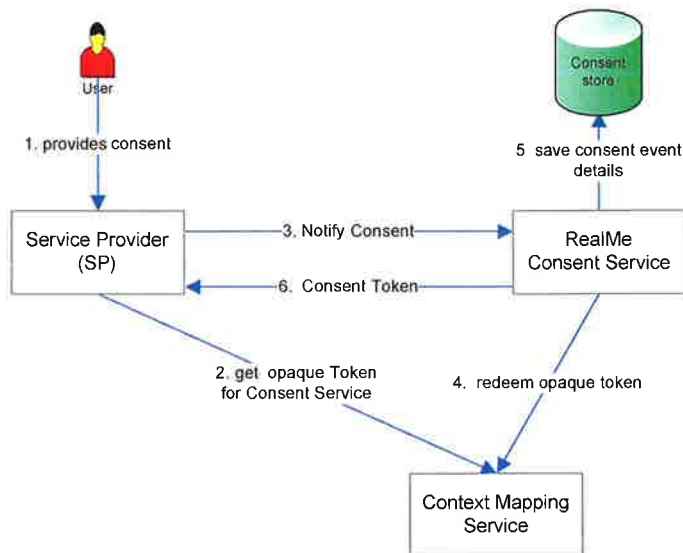 User
Consent
store
1. provides consent
5 save consent event
details
Service Provider
(SP)
3. Notify Consent
RealMe
Consent Service
6. Consent Token
2. get opaque Token
for Consent Service
4. redeem opaque token
Context Mapping
Service